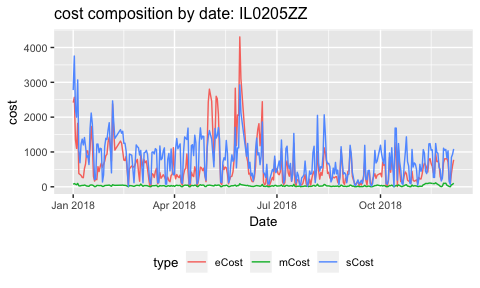 cost composition by date: IL0205ZZ
4000
3000
2000
1000
0
cost
Jan 2018
Apr 2018
Jul 2018
Oct 2018
Date
type
eCost
mCost
sCost